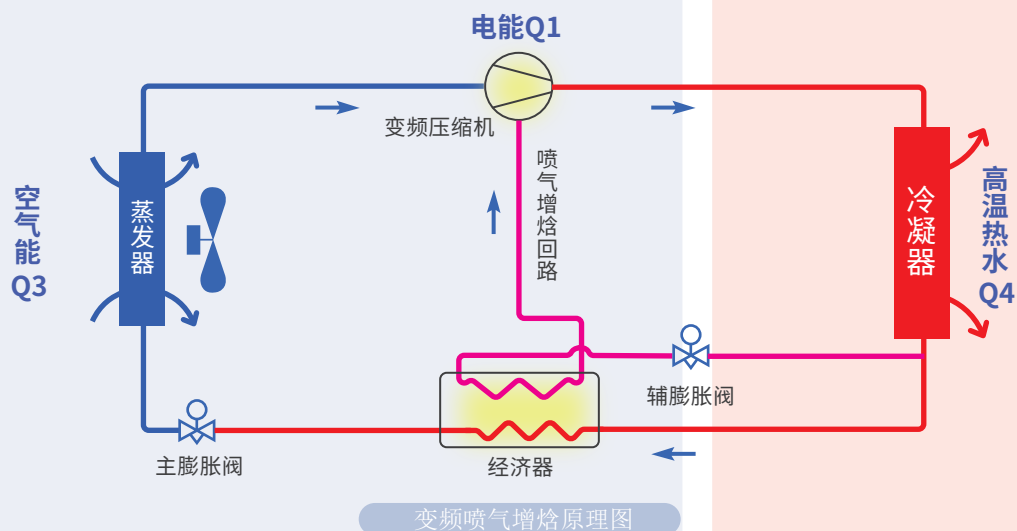 电能Q1
变频压缩机
喷气增焓回路
空气能
Q3
蒸发器
冷凝器
高温热水
Q4
辅膨胀阀
主膨胀阀
经济器
变频喷气增焓原理图